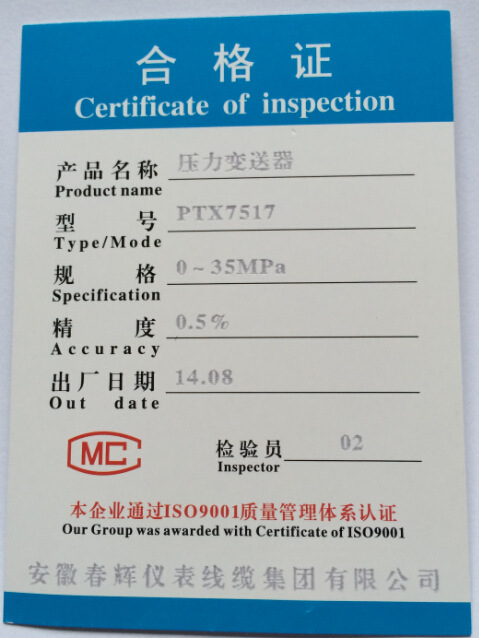 合格证
Certificate of inspection
产品名称 压力变送器
Product name
型号 PTX7517
Type/Mode
规格 0~35MPa
Specification
精度 0.5%
Accuracy
出厂日期 14.08
Out date
MC 检验员 02
Inspector
本企业通过ISO9001质量管理体系认证
Our Group was awarded with Certificate of ISO9001
安徽春辉仪表线缆集团有限公司